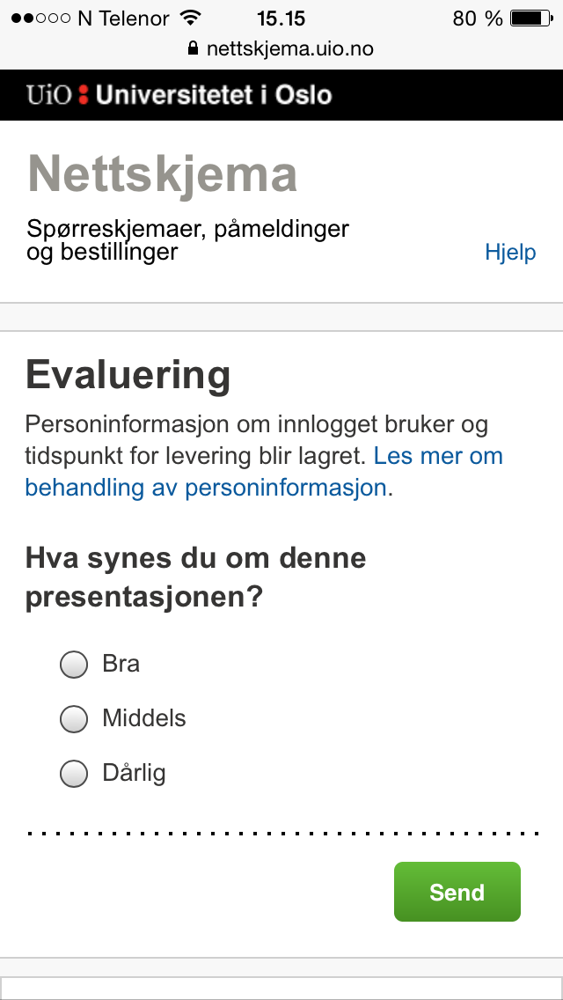 N Telenor 15.15 80 %
nettskjema.uio.no
UiO Universitetet i Oslo
Nettskjema
Spørreskjemaer, påmeldinger
og bestillinger
Hjelp
Evaluering
Personinformasjon om innlogget bruker og
tidspunkt for levering blir lagret. Les mer om
behandling av personinformasjon.
Hva synes du om denne
presentasjonen?
Bra
Middels
Dårlig
Send